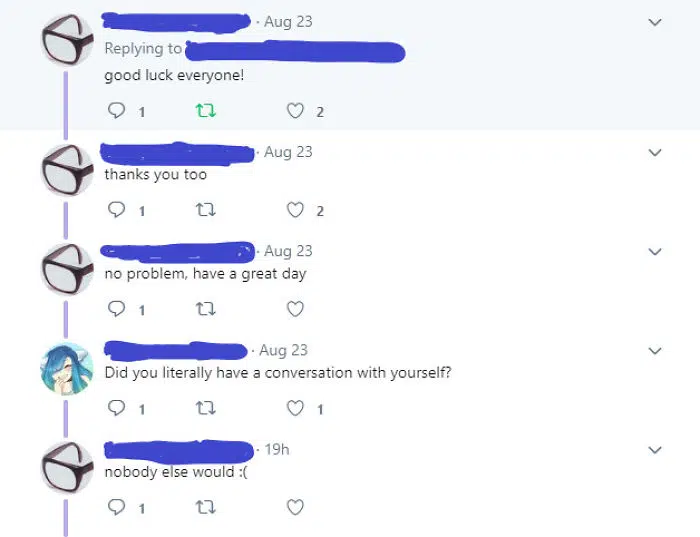 · Aug 23
Replying to
good luck everyone!
1 2
· Aug 23
thanks you too
1 2
· Aug 23
no problem, have a great day
1
· Aug 23
Did you literally have a conversation with yourself?
1 1
· 19h
nobody else would :(
1